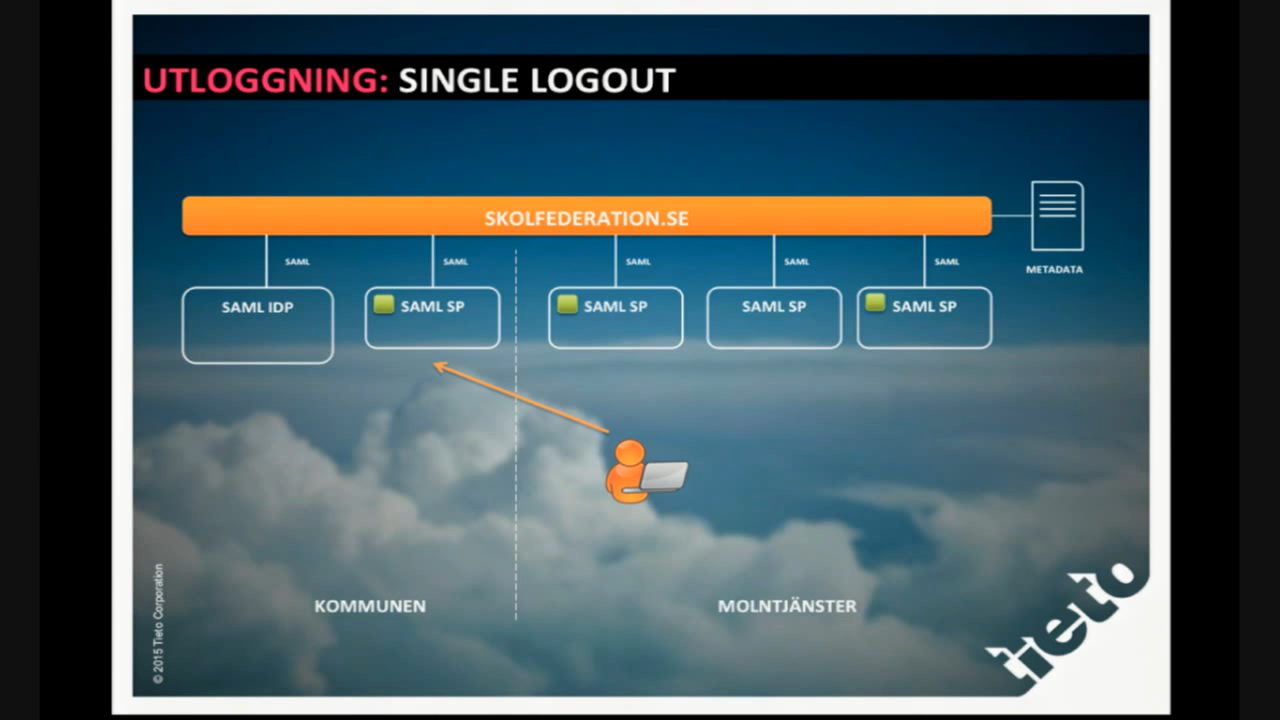 UTLOGGNING: SINGLE LOGOUT
SKOLFEDERATION.SE
SAML
SAML
SAML
SAML
SAML
METADATA
SAML IDP
SAML SP
SAML SP
SAML SP
SAML SP
KOMMUNEN
MOLNTJÄNSTER
© 2015 Tieto Corporation
tieto